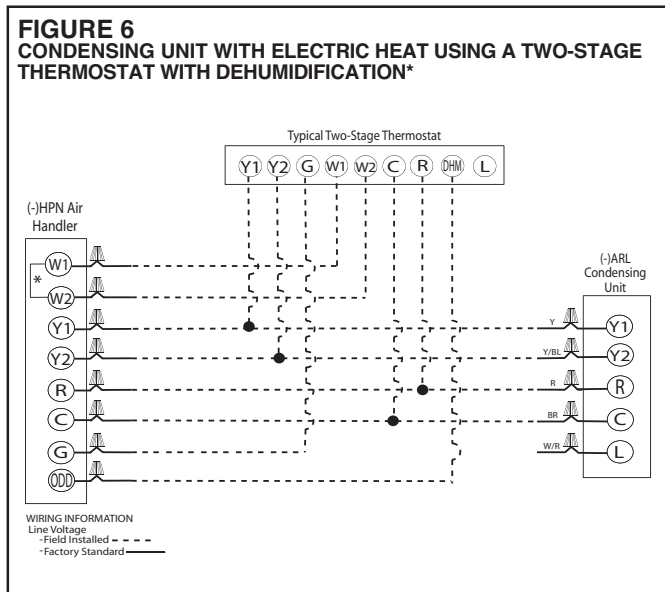 FIGURE 6
CONDENSING UNIT WITH ELECTRIC HEAT USING A TWO-STAGE
THERMOSTAT WITH DEHUMIDIFICATION*
Typical Two-Stage Thermostat
Y1 Y2 G W1 W2 C R DHM L
(-)HPN Air
Handler
W1
*
W2
Y1
Y2
R
C
G
ODD
(-)ARL
Condensing
Unit
Y Y1
Y/BL Y2
R R
BR C
W/R L
WIRING INFORMATION
Line Voltage
-Field Installed
-Factory Standard